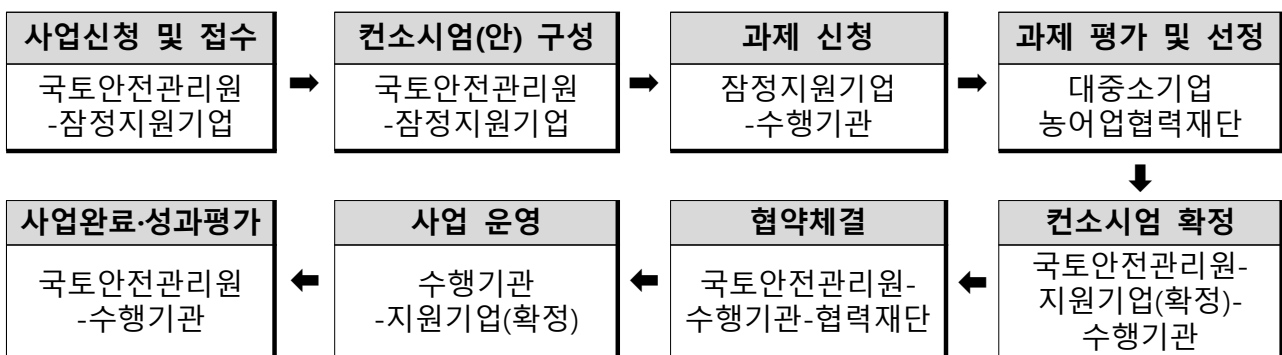 사업신청 및 접수
국토안전관리원
-잠정지원기업
컨소시엄(안) 구성
국토안전관리원
-잠정지원기업
과제 신청
잠정지원기업
-수행기관
과제 평가 및 선정
대중소기업
농어업협력재단
컨소시엄 확정
국토안전관리원-
지원기업(확정)-
수행기관
협약체결
국토안전관리원-
수행기관-협력재단
사업 운영
수행기관
-지원기업(확정)
사업완료·성과평가
국토안전관리원
-수행기관